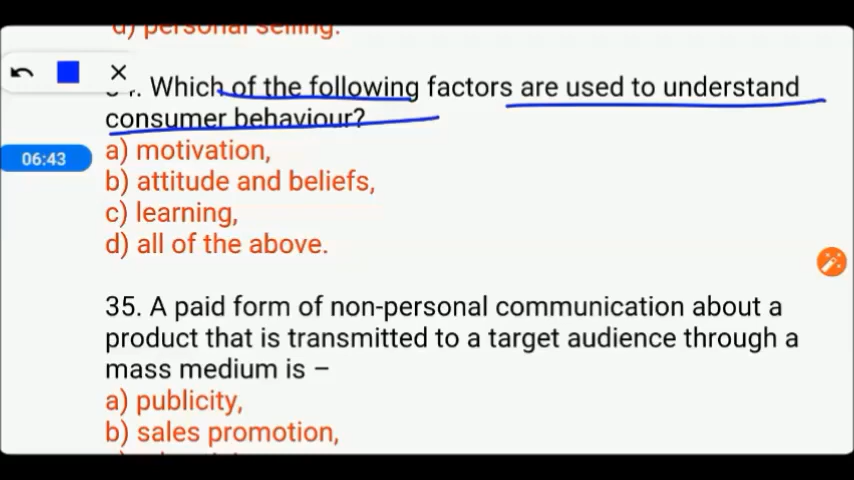 d) personal selling.
34. Which of the following factors are used to understand
consumer behaviour?
06:43
a) motivation,
b) attitude and beliefs,
c) learning,
d) all of the above.
35. A paid form of non-personal communication about a
product that is transmitted to a target audience through a
mass medium is –
a) publicity,
b) sales promotion,